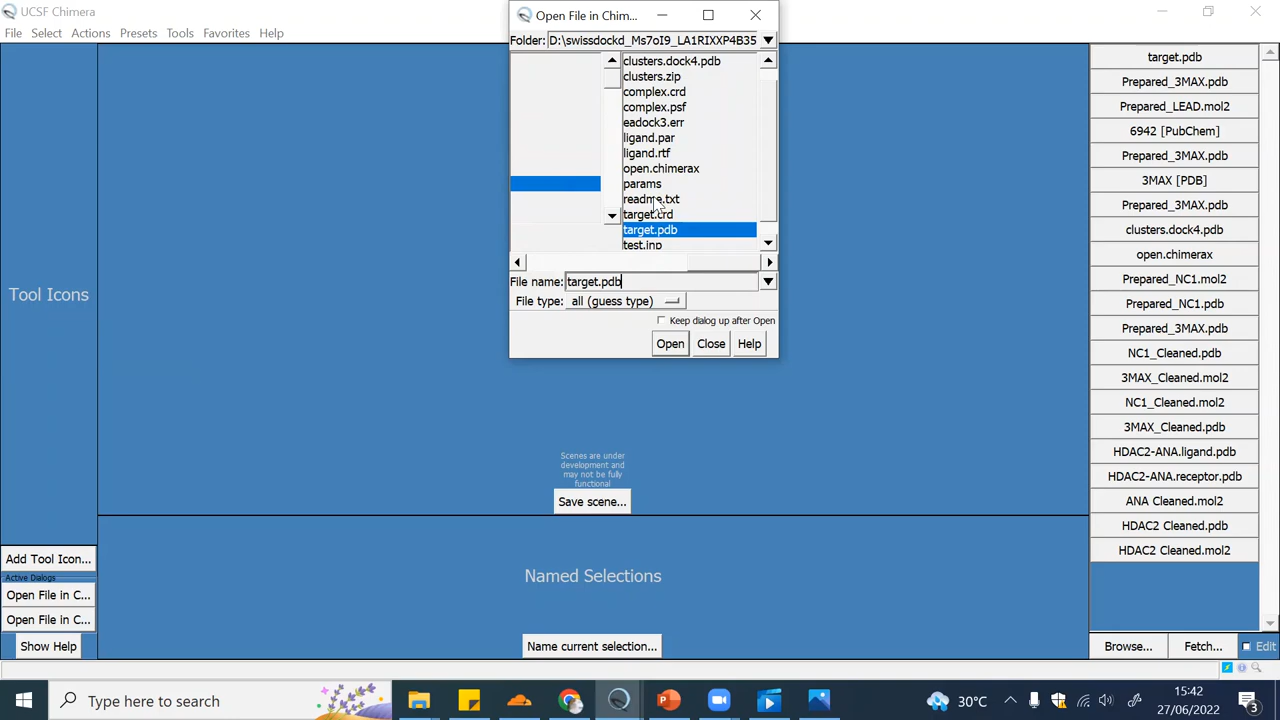 UCSF Chimera
File Select Actions Presets Tools Favorites Help
Open File in Chim...
Folder: D:\swissdockd_Ms7oI9_LA1RIXXP4B35
clusters.dock4.pdb
clusters.zip
complex.crd
complex.psf
eadock3.err
ligand.par
ligand.rtf
open.chimerax
params
readme.txt
target.crd
target.pdb
test.inp
File name: target.pdb
File type: all (guess type)
Keep dialog up after Open
Open Close Help
target.pdb
Prepared_3MAX.pdb
Prepared_LEAD.mol2
6942 [PubChem]
Prepared_3MAX.pdb
3MAX [PDB]
Prepared_3MAX.pdb
clusters.dock4.pdb
open.chimerax
Prepared_NC1.mol2
Prepared_NC1.pdb
Prepared_3MAX.pdb
NC1_Cleaned.pdb
3MAX_Cleaned.mol2
NC1_Cleaned.mol2
3MAX_Cleaned.pdb
HDAC2-ANA.ligand.pdb
HDAC2-ANA.receptor.pdb
ANA Cleaned.mol2
HDAC2 Cleaned.pdb
HDAC2 Cleaned.mol2
Browse... Fetch... Edit
Tool Icons
Add Tool Icon...
Active Dialogs
Open File in C...
Open File in C...
Show Help
Scenes are under
development and
may not be fully
functional
Save scene...
Named Selections
Name current selection...
Type here to search
30°C
15:42
27/06/2022
3